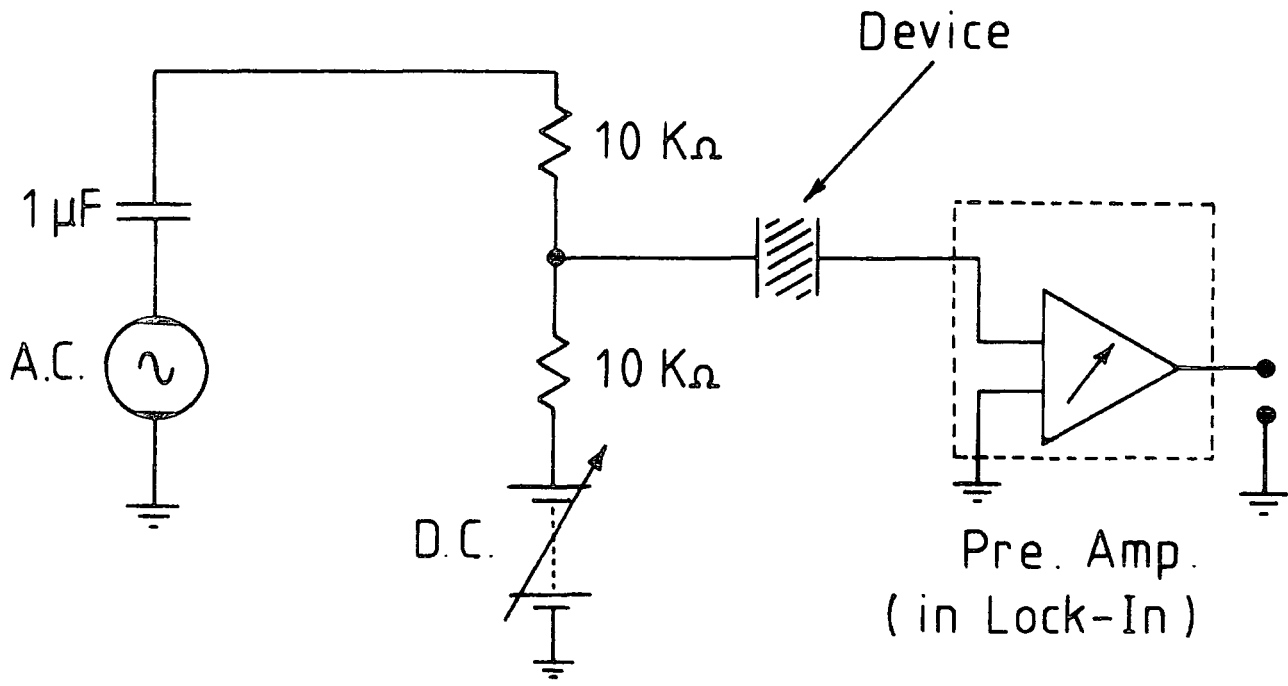 Device
10 KΩ
1 μF
A.C.
10 KΩ
D.C.
Pre. Amp.
( in Lock-In )